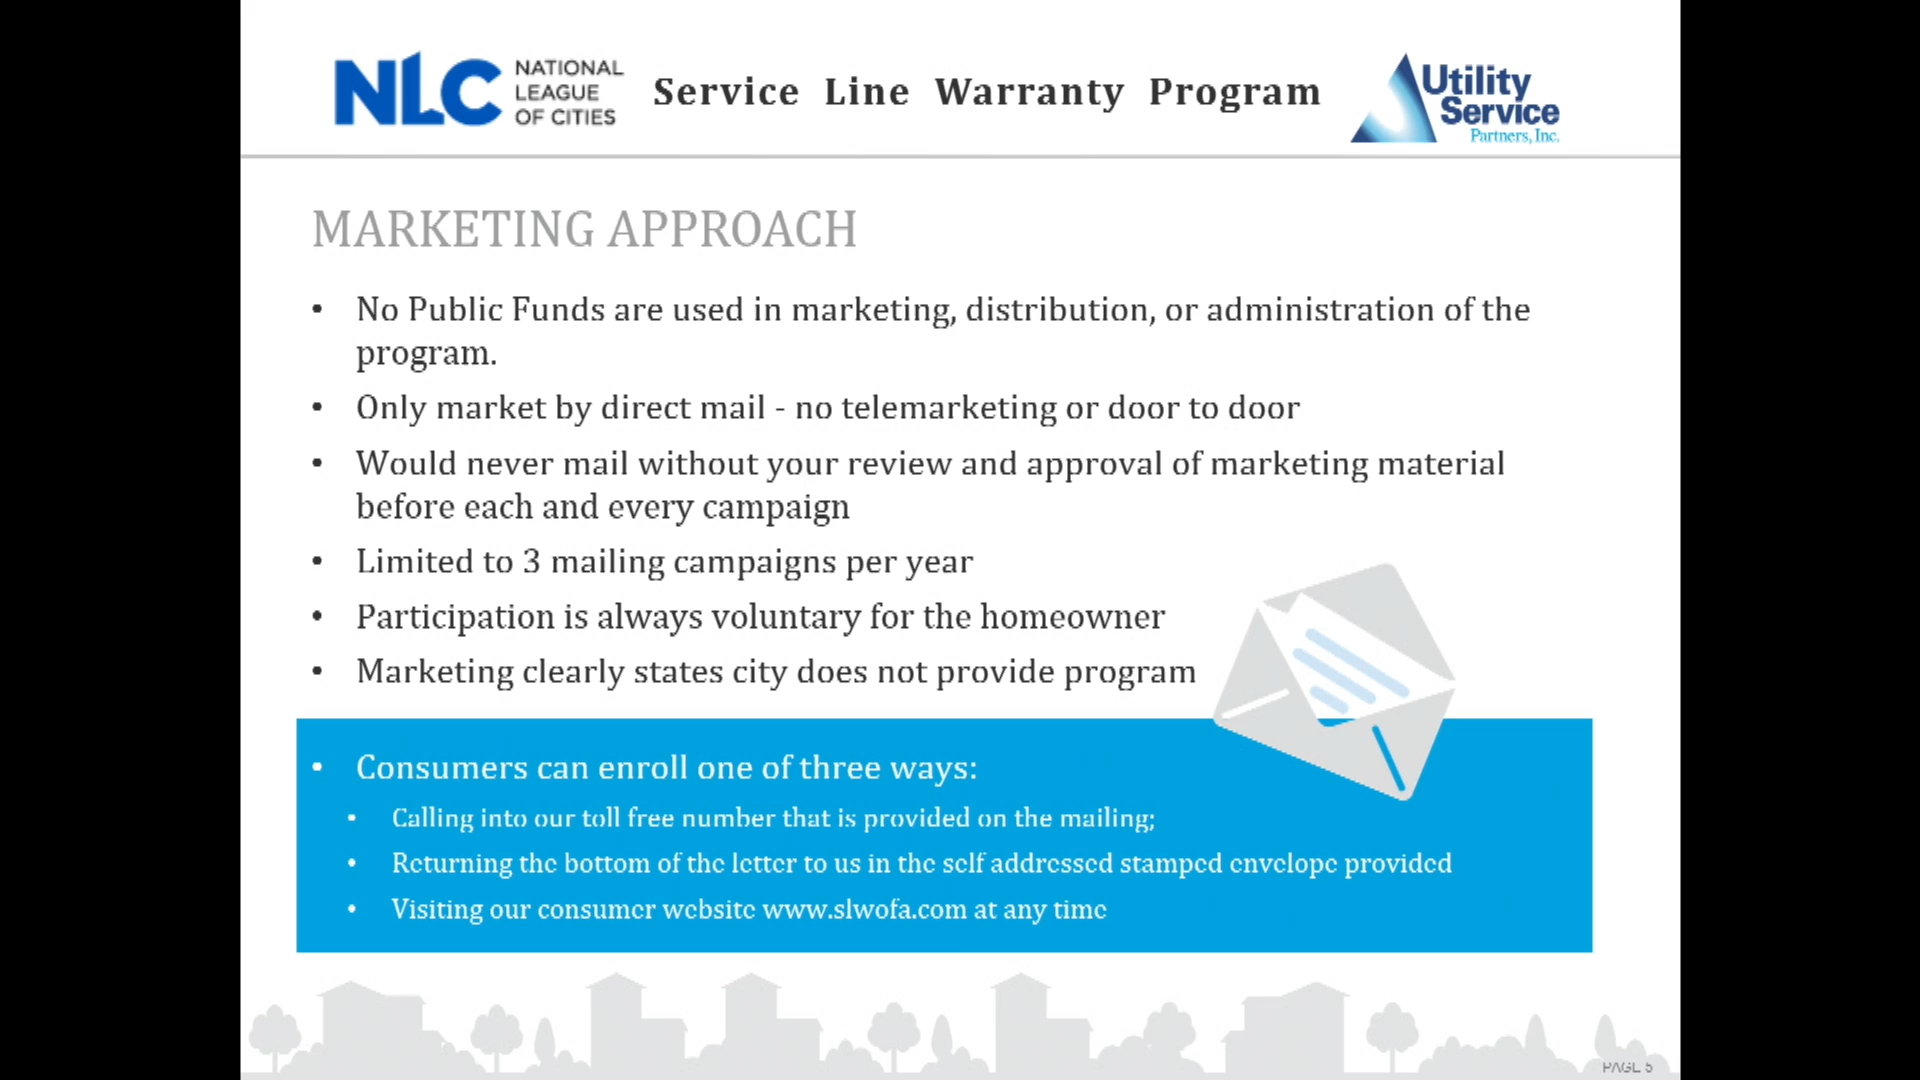 NLC NATIONAL LEAGUE OF CITIES
Service Line Warranty Program
Utility Service Partners, Inc.
MARKETING APPROACH
• No Public Funds are used in marketing, distribution, or administration of the
program.
• Only market by direct mail - no telemarketing or door to door
• Would never mail without your review and approval of marketing material
before each and every campaign
• Limited to 3 mailing campaigns per year
• Participation is always voluntary for the homeowner
• Marketing clearly states city does not provide program
• Consumers can enroll one of three ways:
• Calling into our toll free number that is provided on the mailing;
• Returning the bottom of the letter to us in the self addressed stamped envelope provided
• Visiting our consumer website www.slwofa.com at any time
PAGE 5